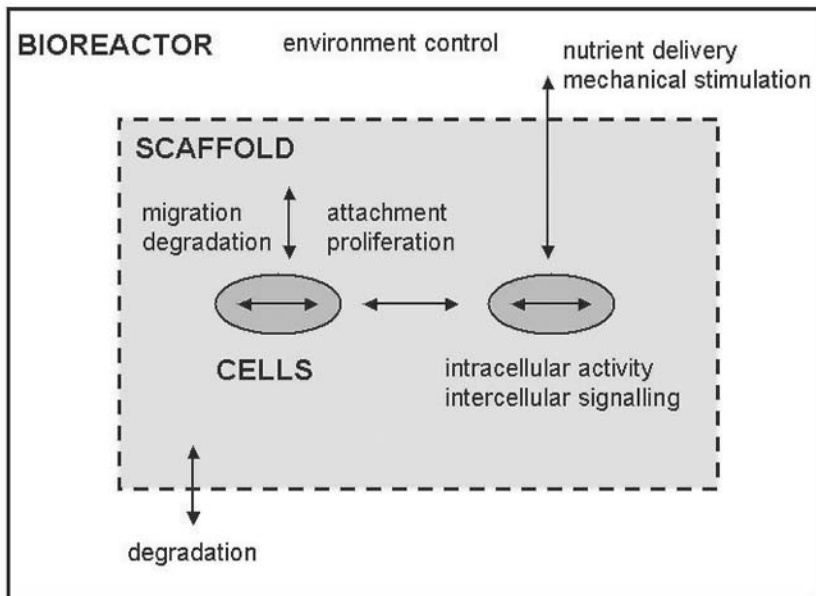 BIOREACTOR
environment control
nutrient delivery
mechanical stimulation
SCAFFOLD
migration
degradation
attachment
proliferation
CELLS
intracellular activity
intercellular signalling
degradation